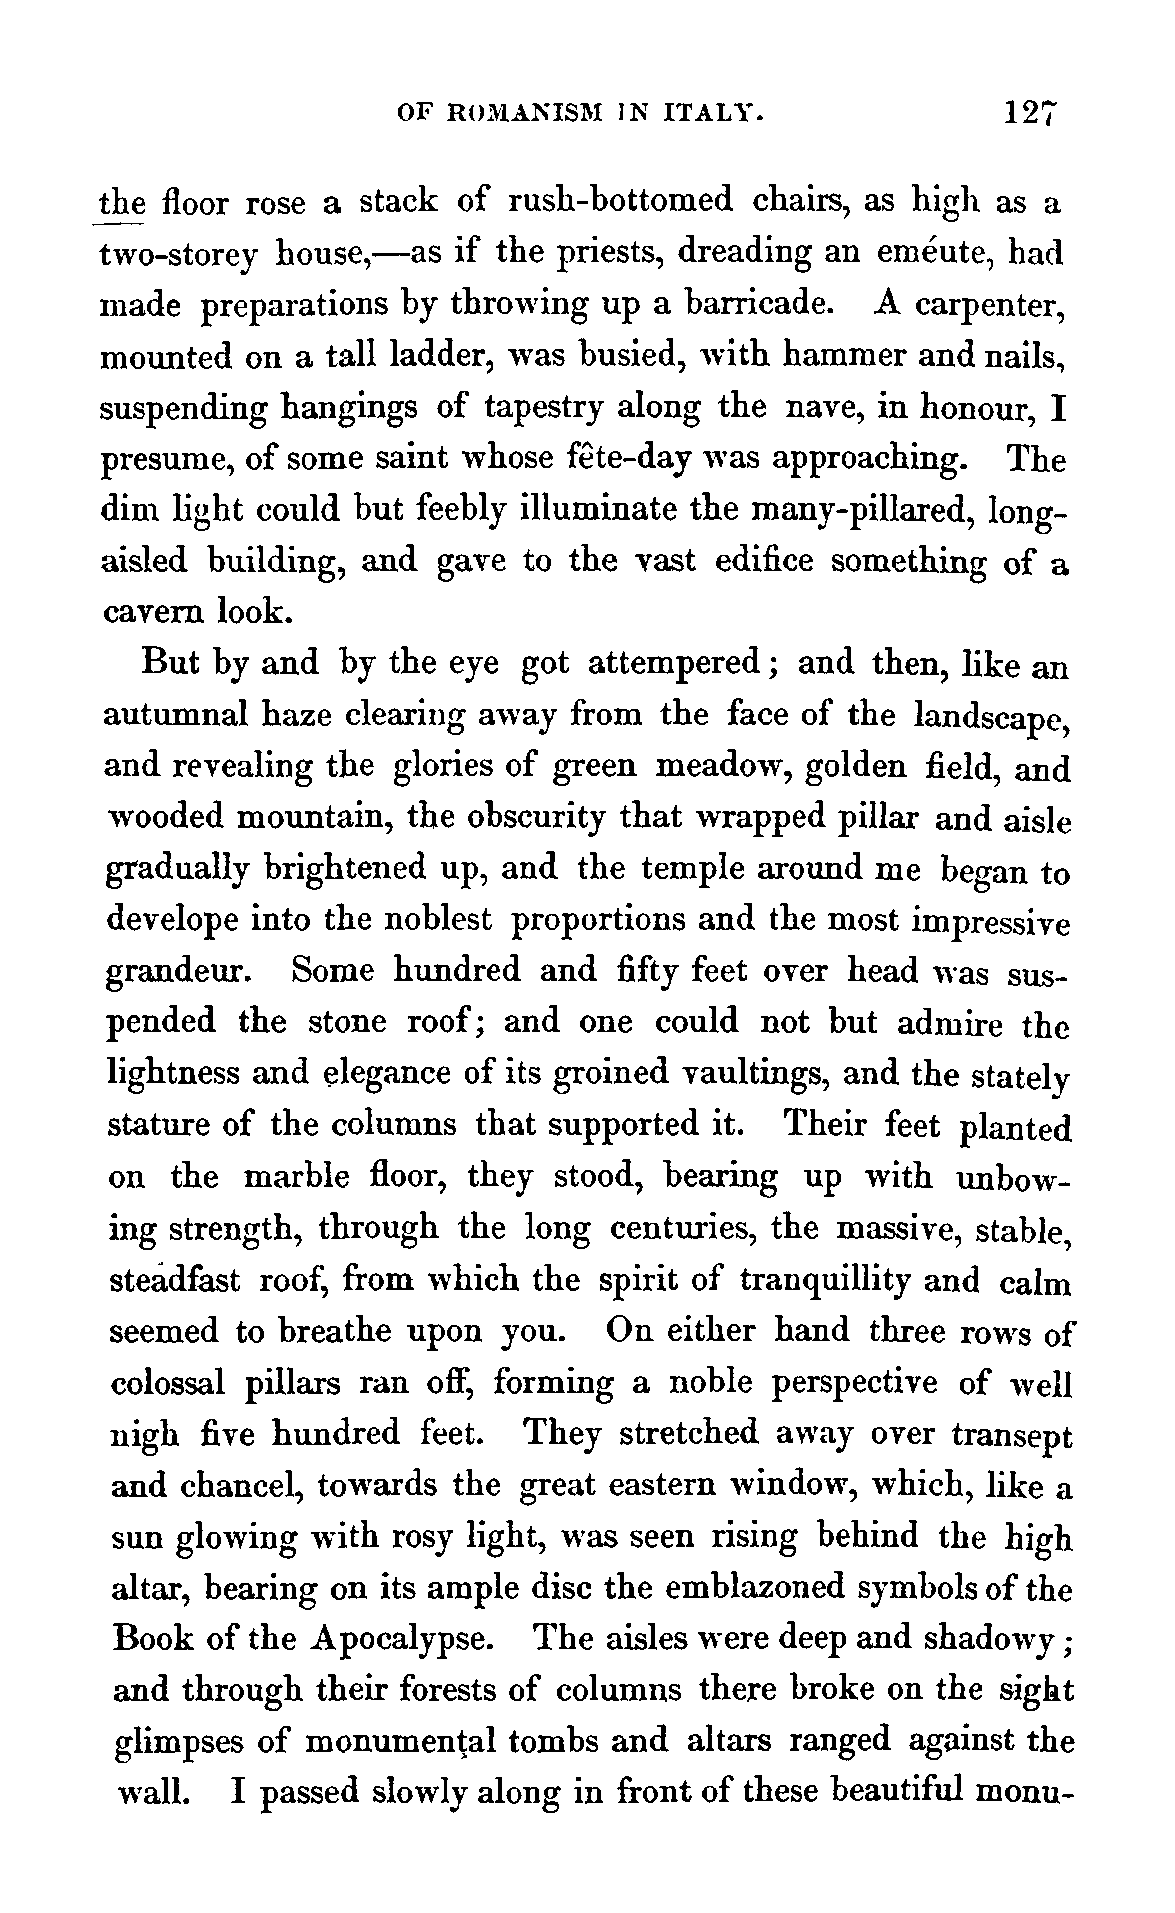 OF ROMANISM IN ITALY. 127
the floor rose a stack of rush-bottomed chairs, as high as a
two-storey house,—as if the priests, dreading an eméute, had
made preparations by throwing up a barricade. A carpenter,
mounted on a tall ladder, was busied, with hammer and nails,
suspending hangings of tapestry along the nave, in honour, I
presume, of some saint whose fête-day was approaching. The
dim light could but feebly illuminate the many-pillared, long-
aisled building, and gave to the vast edifice something of a
cavern look.
But by and by the eye got attempered; and then, like an
autumnal haze clearing away from the face of the landscape,
and revealing the glories of green meadow, golden field, and
wooded mountain, the obscurity that wrapped pillar and aisle
gradually brightened up, and the temple around me began to
develope into the noblest proportions and the most impressive
grandeur. Some hundred and fifty feet over head was sus-
pended the stone roof; and one could not but admire the
lightness and elegance of its groined vaultings, and the stately
stature of the columns that supported it. Their feet planted
on the marble floor, they stood, bearing up with unbow-
ing strength, through the long centuries, the massive, stable,
steadfast roof, from which the spirit of tranquillity and calm
seemed to breathe upon you. On either hand three rows of
colossal pillars ran off, forming a noble perspective of well
nigh five hundred feet. They stretched away over transept
and chancel, towards the great eastern window, which, like a
sun glowing with rosy light, was seen rising behind the high
altar, bearing on its ample disc the emblazoned symbols of the
Book of the Apocalypse. The aisles were deep and shadowy;
and through their forests of columns there broke on the sight
glimpses of monumental tombs and altars ranged against the
wall. I passed slowly along in front of these beautiful monu-